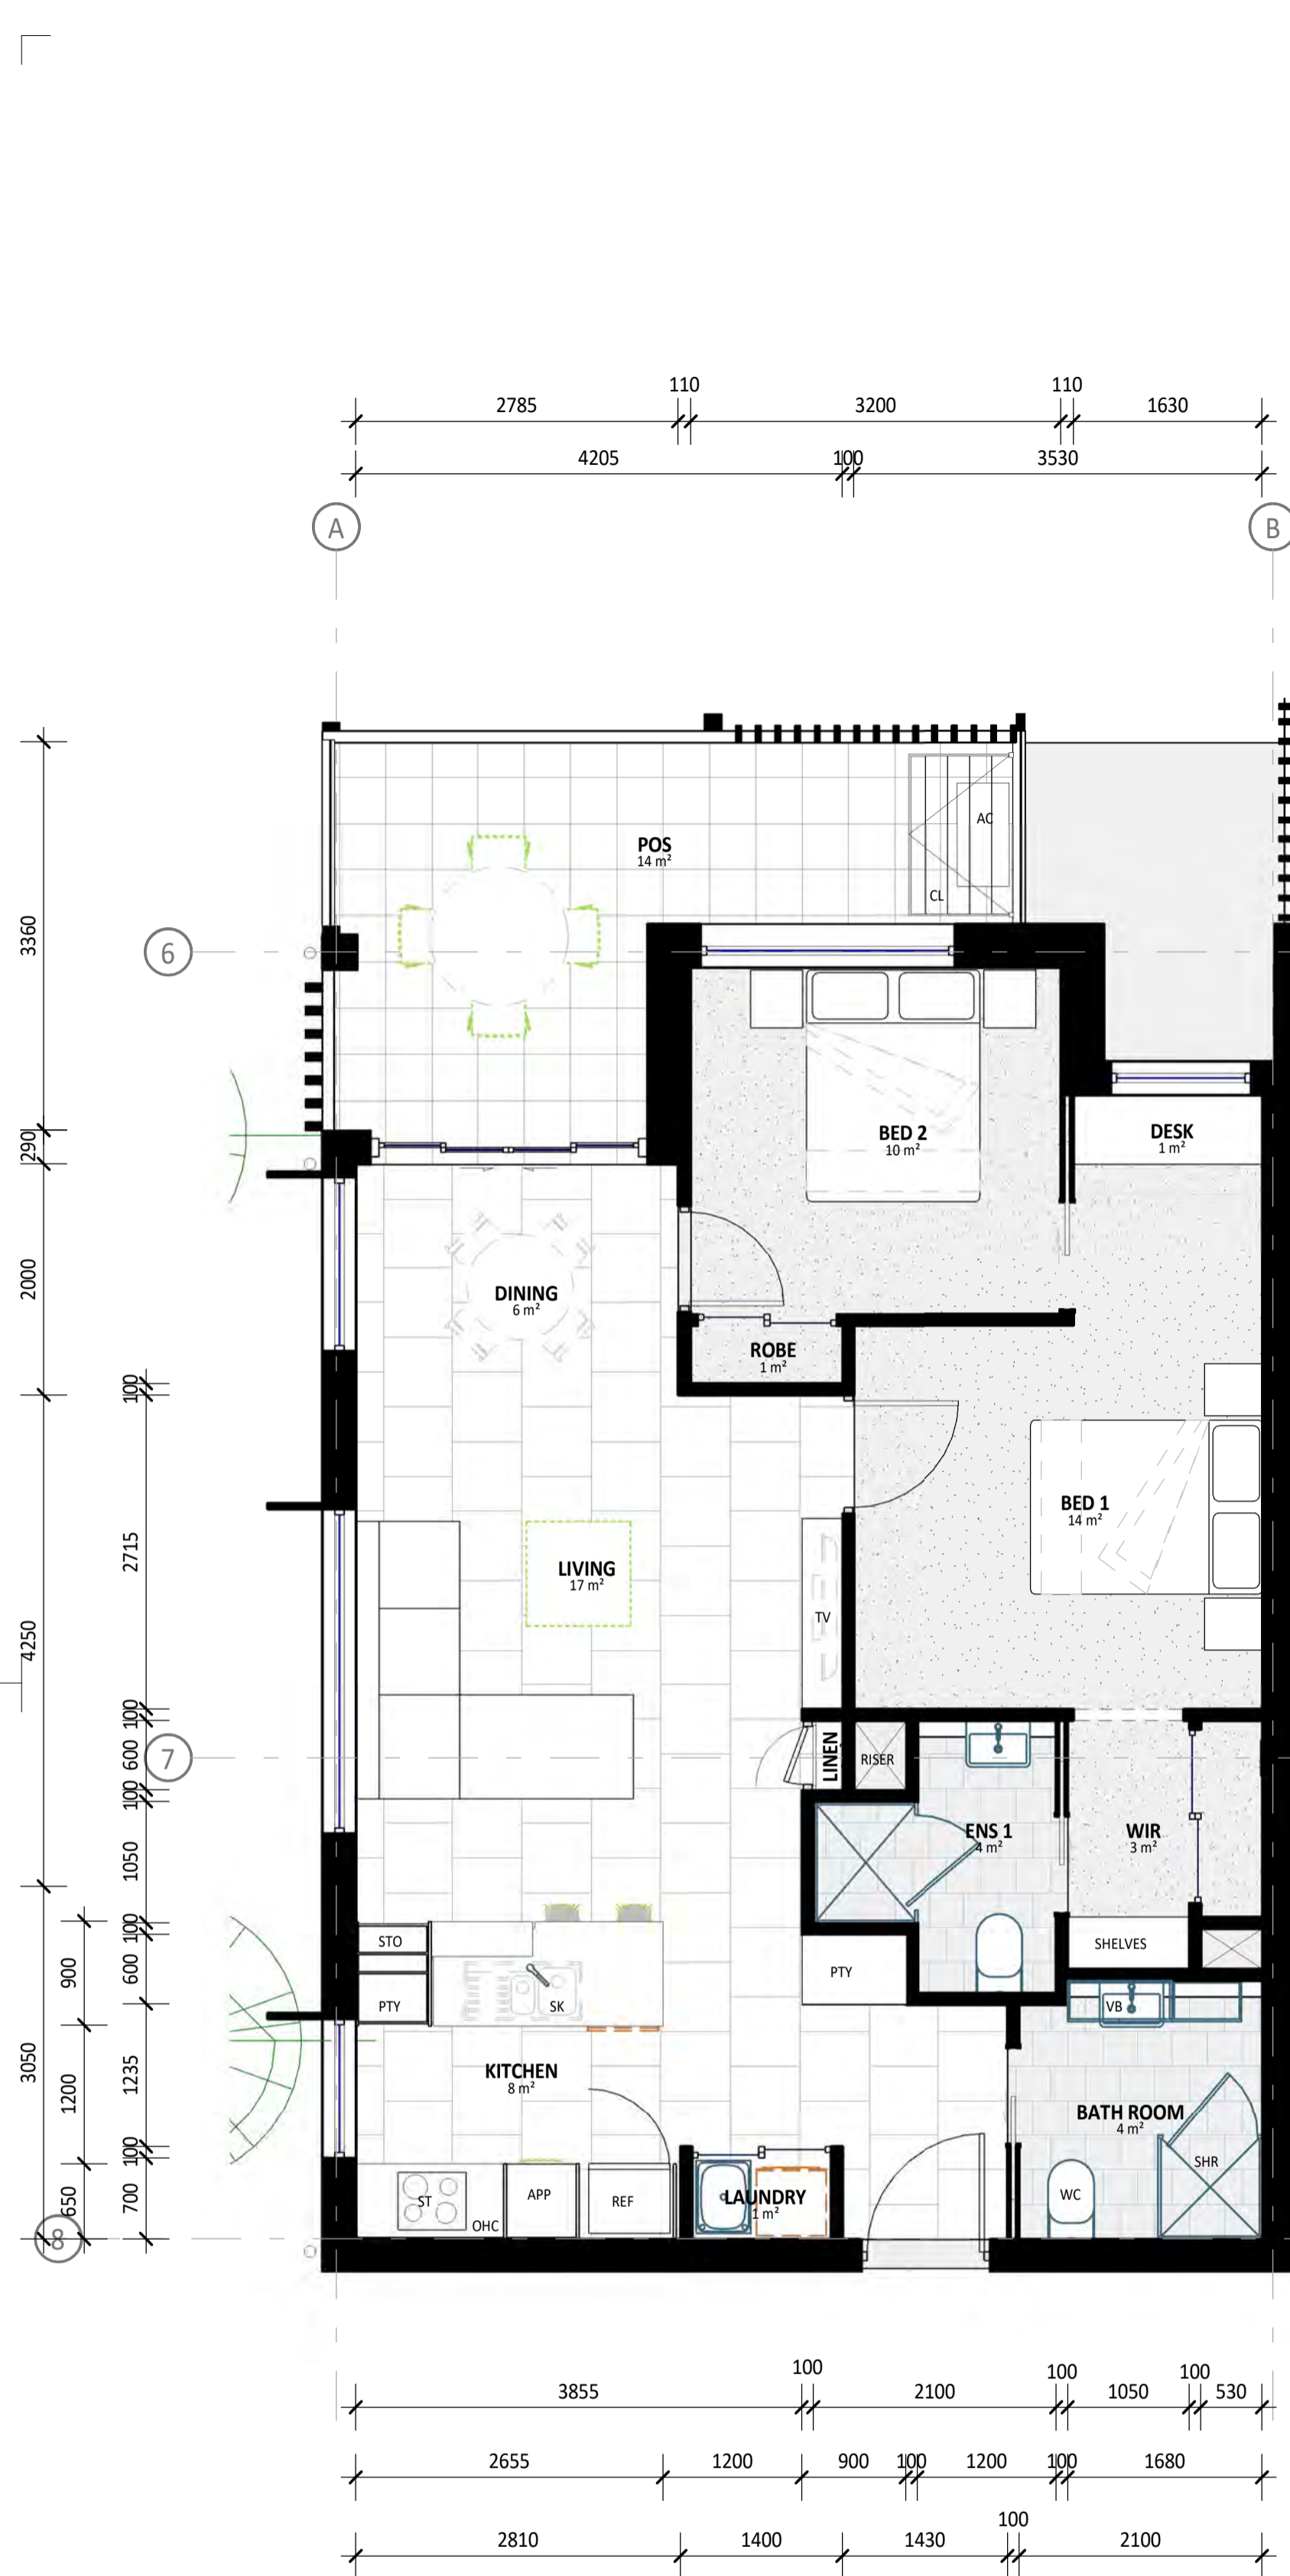 110
110
2785
3200
1630
4205
100
3530
A
B
POS
14 m²
AC
CL
3360
6
BED 2
10 m²
DESK
1 m²
290
2000
DINING
6 m²
ROBE
1 m²
100
BED 1
14 m²
2715
LIVING
17 m²
TV
4250
100
600
7
LINEN
RISER
100
ENS 1
4 m²
WIR
3 m²
1050
100
STO
SHELVES
900
600
PTY
PTY
SK
VB
3050
1235
KITCHEN
8 m²
1200
BATH ROOM
4 m²
100
SHR
650
700
ST
APP
REF
LAUNDRY
1 m²
WC
OHC
8
100
100
100
3855
2100
1050
530
2655
1200
900
100
1200
100
1680
100
2810
1400
1430
2100